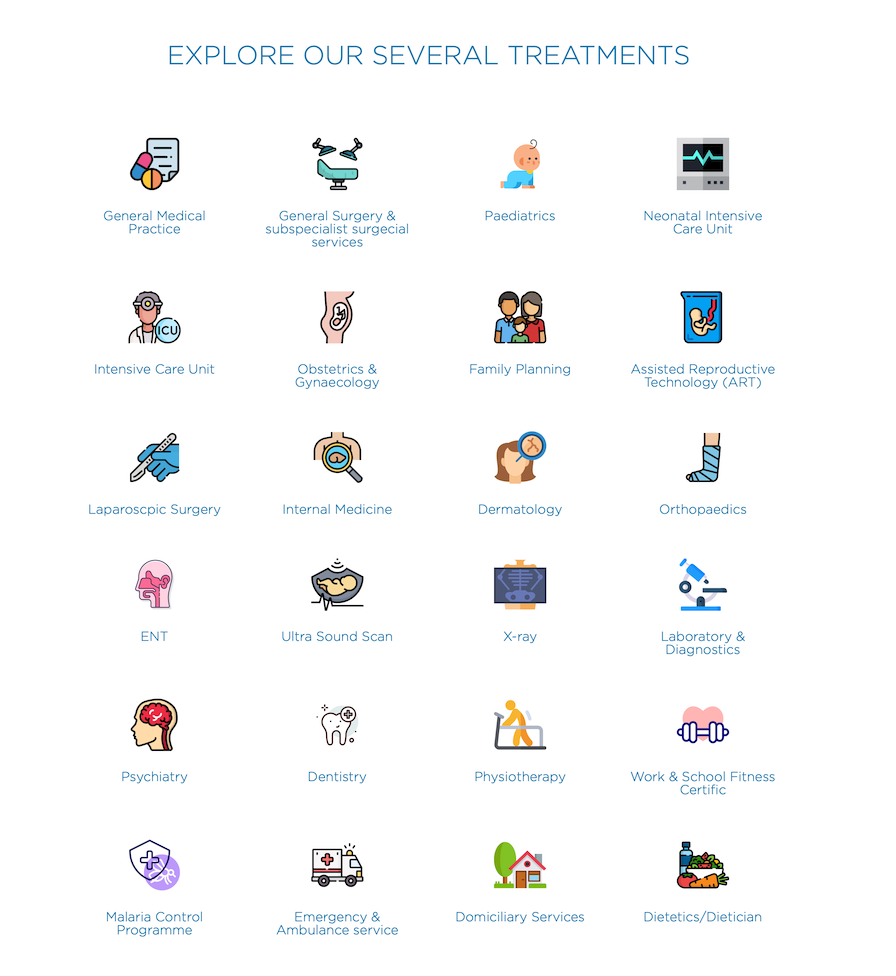 EXPLORE OUR SEVERAL TREATMENTS
General Medical
Practice
General Surgery &
subspecialist surgecial
services
Paediatrics
Neonatal Intensive
Care Unit
ICU
Intensive Care Unit
Obstetrics &
Gynaecology
Family Planning
Assisted Reproductive
Technology (ART)
Laparoscpic Surgery
Internal Medicine
Dermatology
Orthopaedics
ENT
Ultra Sound Scan
X-ray
Laboratory &
Diagnostics
Psychiatry
Dentistry
Physiotherapy
Work & School Fitness
Certific
Malaria Control
Programme
Emergency &
Ambulance service
Domiciliary Services
Dietetics/Dietician